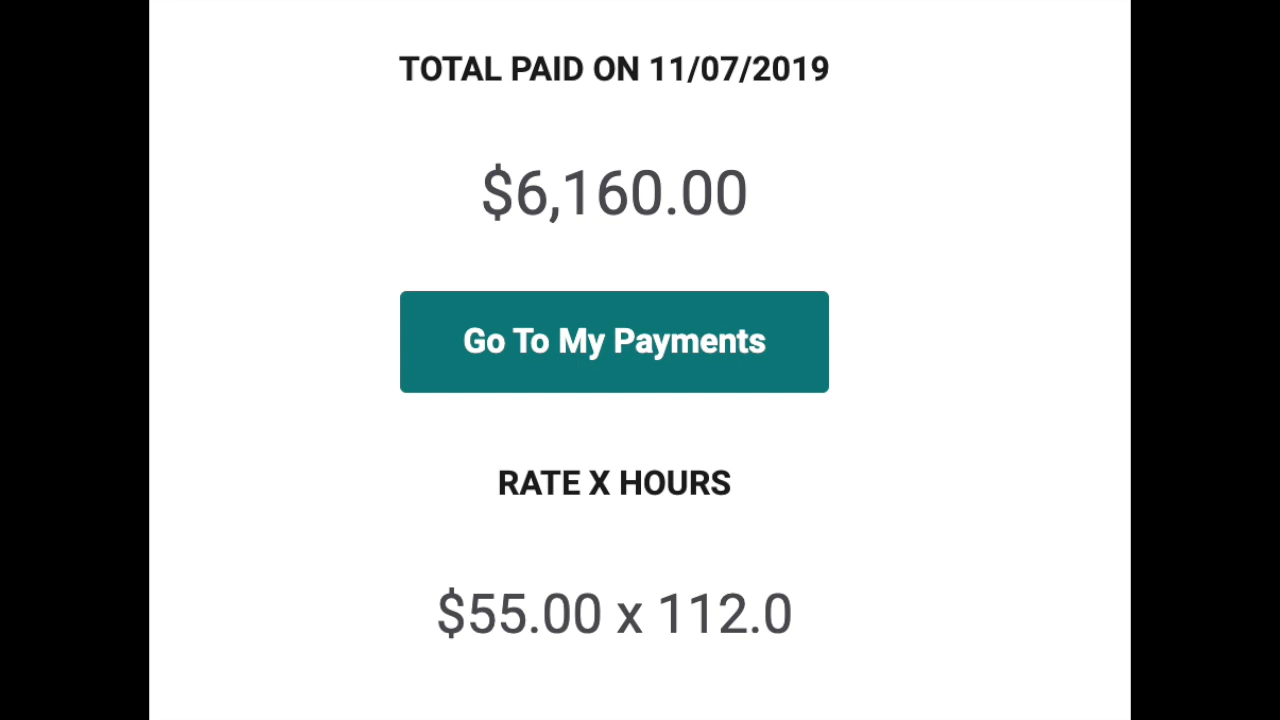 TOTAL PAID ON 11/07/2019
$6,160.00
Go To My Payments
RATE X HOURS
$55.00 x 112.0